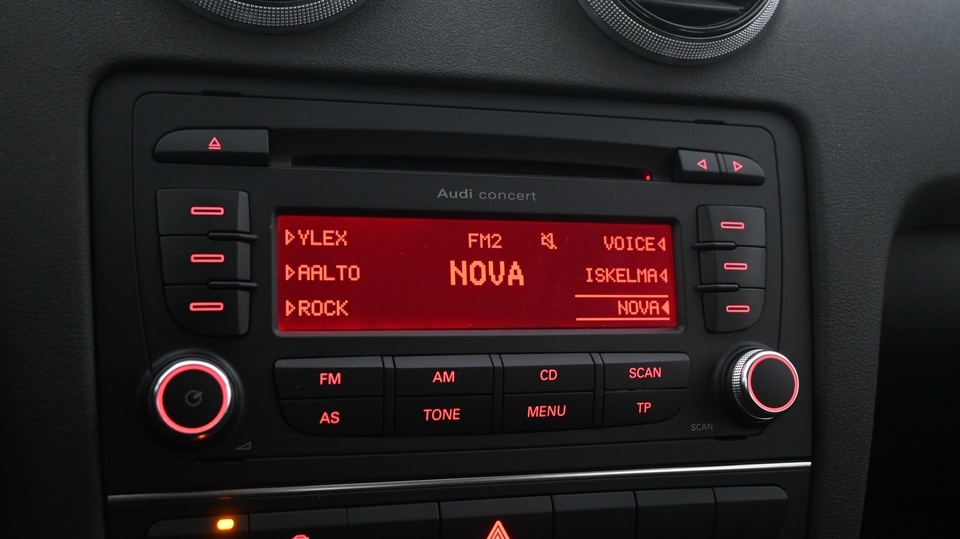 Audi concert
YLEX FM2 VOICE
AALTO NOVA ISKELMA
ROCK NOVA
FM AM CD SCAN
AS TONE MENU TP
SCAN